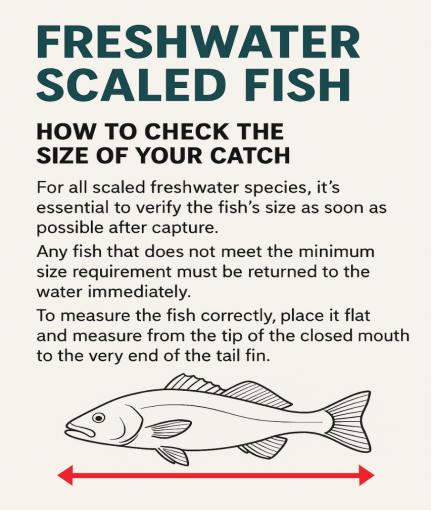 FRESHWATER
SCALED FISH
HOW TO CHECK THE
SIZE OF YOUR CATCH
For all scaled freshwater species, it's
essential to verify the fish's size as soon as
possible after capture.
Any fish that does not meet the minimum
size requirement must be returned to the
water immediately.
To measure the fish correctly, place it flat
and measure from the tip of the closed mouth
to the very end of the tail fin.